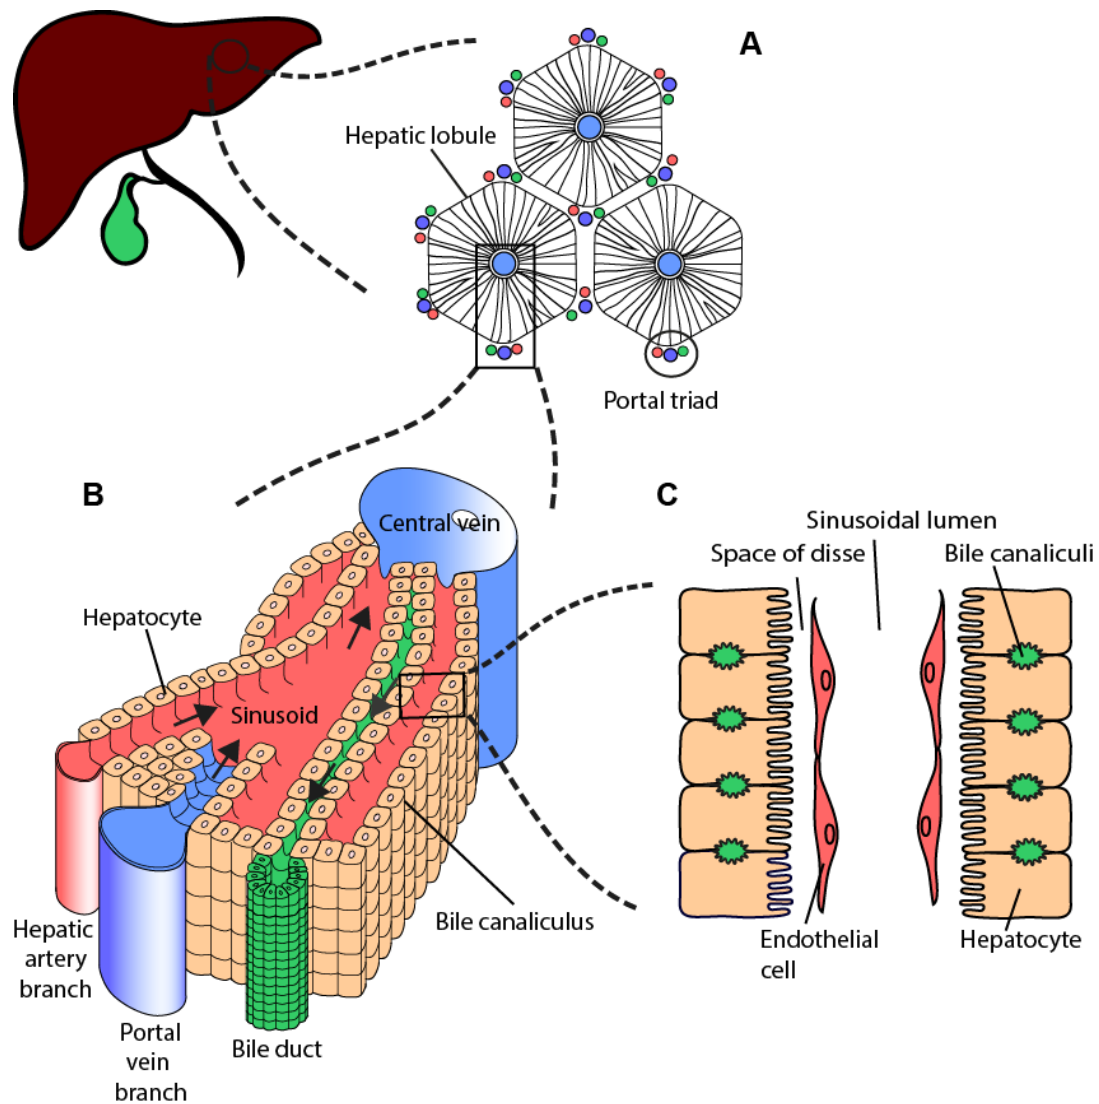 A
Hepatic lobule
Portal triad
B
Central vein
Hepatocyte
Sinusoid
Bile canaliculus
Hepatic
artery
branch
Portal
vein
branch
Bile duct
C
Sinusoidal lumen
Space of disse
Bile canaliculi
Endothelial
cell
Hepatocyte